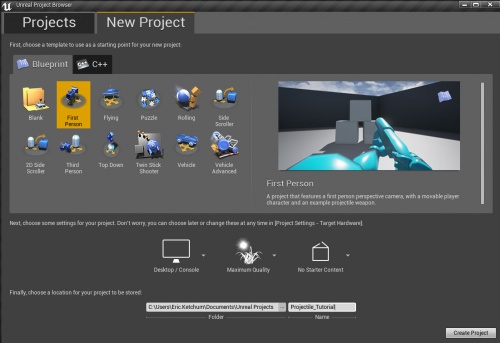 Unreal Project Browser
Projects
New Project
First, choose a template to use as a starting point for your new project:
Blueprint
C++
Blank
First Person
Flying
Puzzle
Rolling
Side Scroller
2D Side Scroller
Third Person
Top Down
Twin Stick Shooter
Vehicle
Vehicle Advanced
First Person
A project that features a first person perspective camera, with a movable player
character and an example projectile weapon.
Next, choose some settings for your project. Don't worry, you can choose later or change these at any time in [Project Settings - Target Hardware].
Desktop / Console
Maximum Quality
No Starter Content
Finally, choose a location for your project to be stored:
C:\Users\Eric.Ketchum\Documents\Unreal Projects
...
Projectile_Tutorial
Folder
Name
Create Project